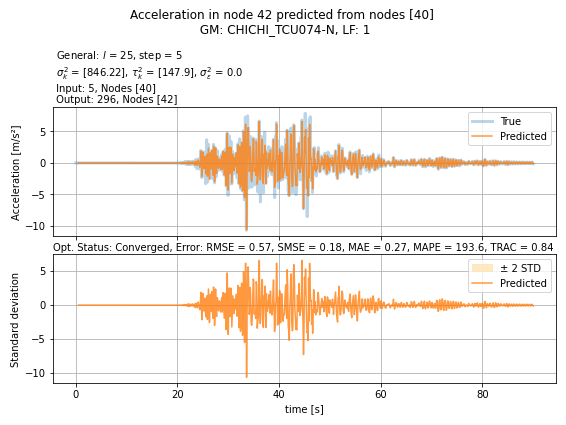 Acceleration in node 42 predicted from nodes [40]
GM: CHICHI_TCU074-N, LF: 1
General: l = 25, step = 5
σ²ₖ = [846.22], τ²ₖ = [147.9], σ²_ε = 0.0
Input: 5, Nodes [40]
Output: 296, Nodes [42]
True
Predicted
Acceleration [m/s²]
5
0
−5
−10
Opt. Status: Converged, Error: RMSE = 0.57, SMSE = 0.18, MAE = 0.27, MAPE = 193.6, TRAC = 0.84
± 2 STD
Predicted
Standard deviation
5
0
−5
−10
0 20 40 60 80
time [s]